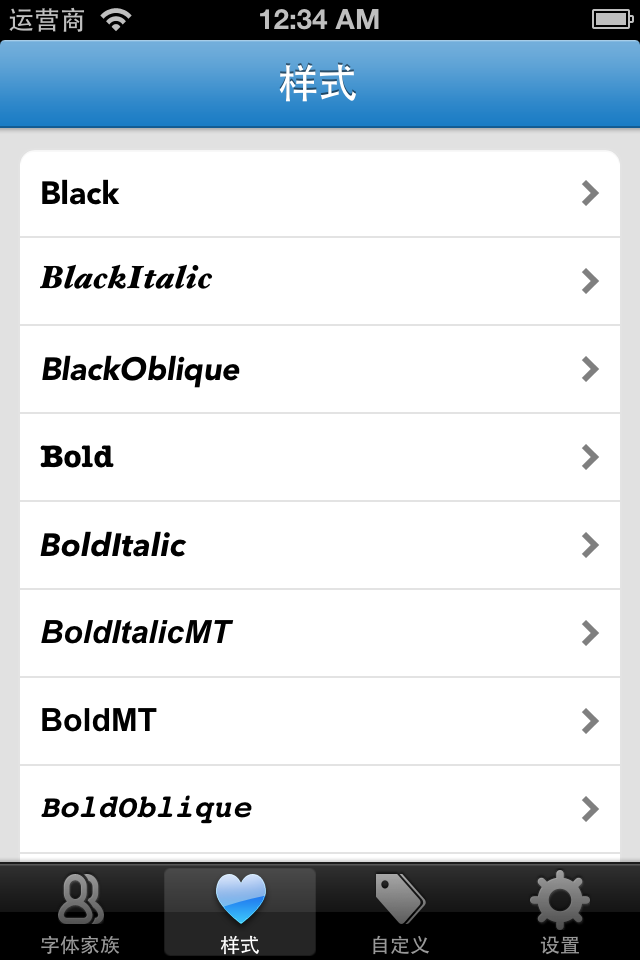 运营商 12:34 AM
样式
Black
BlackItalic
BlackOblique
Bold
BoldItalic
BoldItalicMT
BoldMT
BoldOblique
字体家族 样式 自定义 设置